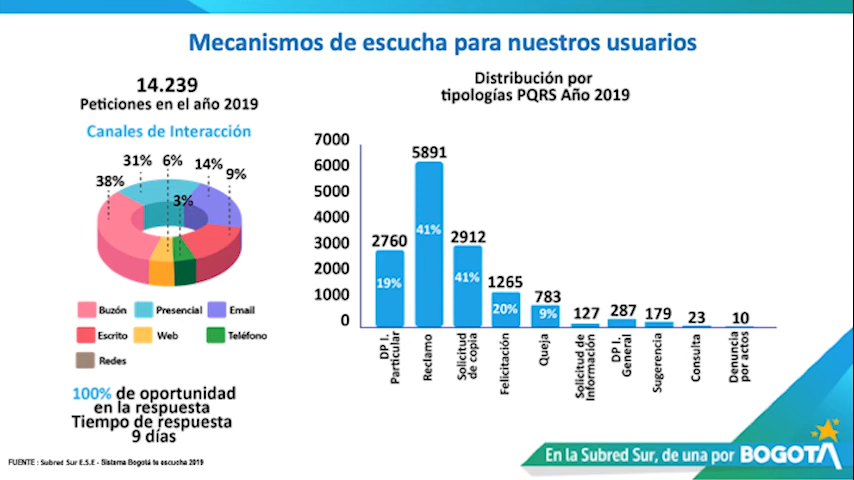 Mecanismos de escucha para nuestros usuarios
14.239
Peticiones en el año 2019
Canales de Interacción
38%
31%
6%
14%
9%
3%
Buzón
Presencial
Email
Escrito
Web
Teléfono
Redes
100% de oportunidad
en la respuesta
Tiempo de respuesta
9 días
Distribución por
tipologías PQRS Año 2019
7000
6000
5000
4000
3000
2000
1000
0
2760
5891
2912
1265
783
127
287
179
23
10
19%
41%
41%
20%
9%
DP I.
Particular
Reclamo
Solicitud
de copia
Felicitación
Queja
Solicitud de
Información
DP I.
General
Sugerencia
Consulta
Denuncia
por actos
FUENTE : Subred Sur E.S.E - Sistema Bogotá te escucha 2019
En la Subred Sur, de una por BOGOTÁ